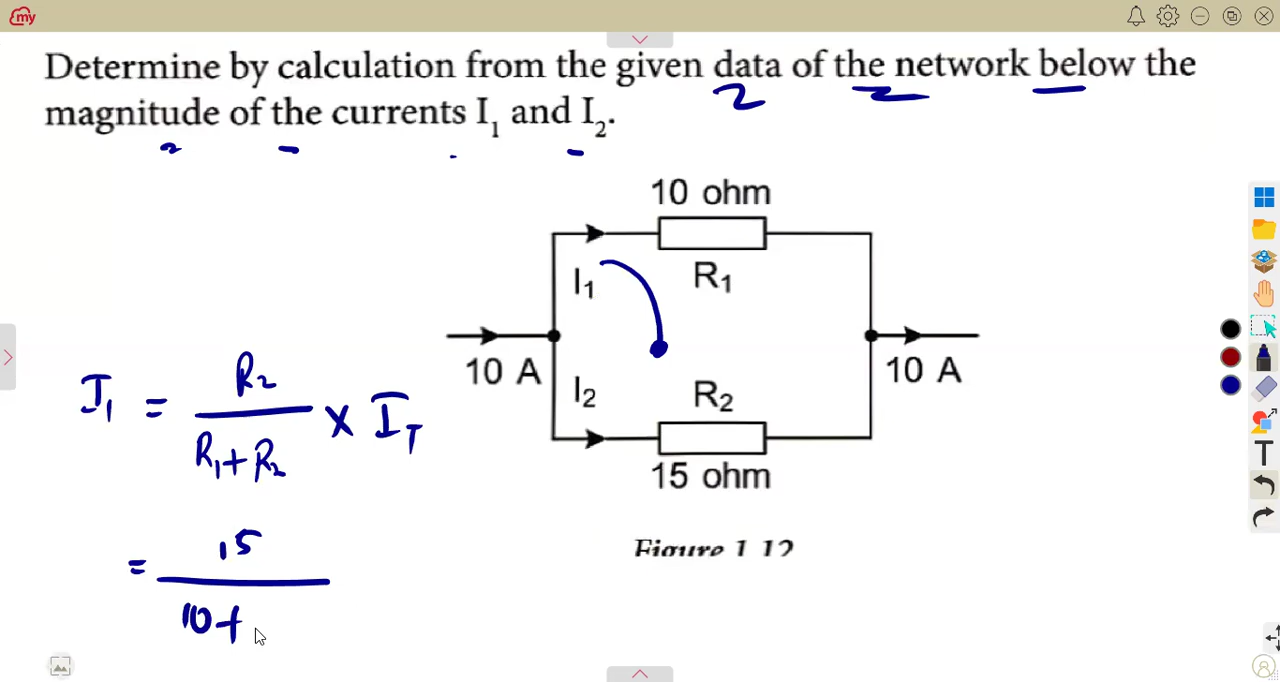 my
Determine by calculation from the given data of the network below the
magnitude of the currents I₁ and I₂.
10 ohm
I₁
R₁
10 A
10 A
I₂
R₂
15 ohm
Figure 1.12
I₁ = R₂ / R₁+R₂ × I_T
= 15 / 10+
T